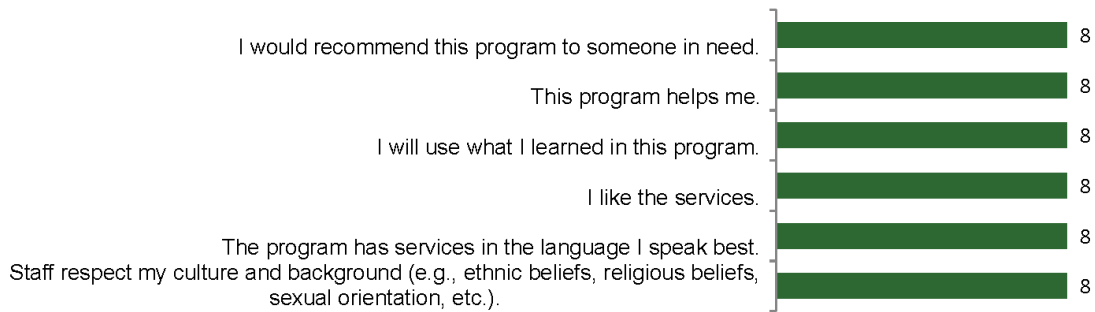 I would recommend this program to someone in need.
8
This program helps me.
8
I will use what I learned in this program.
8
I like the services.
8
The program has services in the language I speak best.
8
Staff respect my culture and background (e.g., ethnic beliefs, religious beliefs,
sexual orientation, etc.).
8